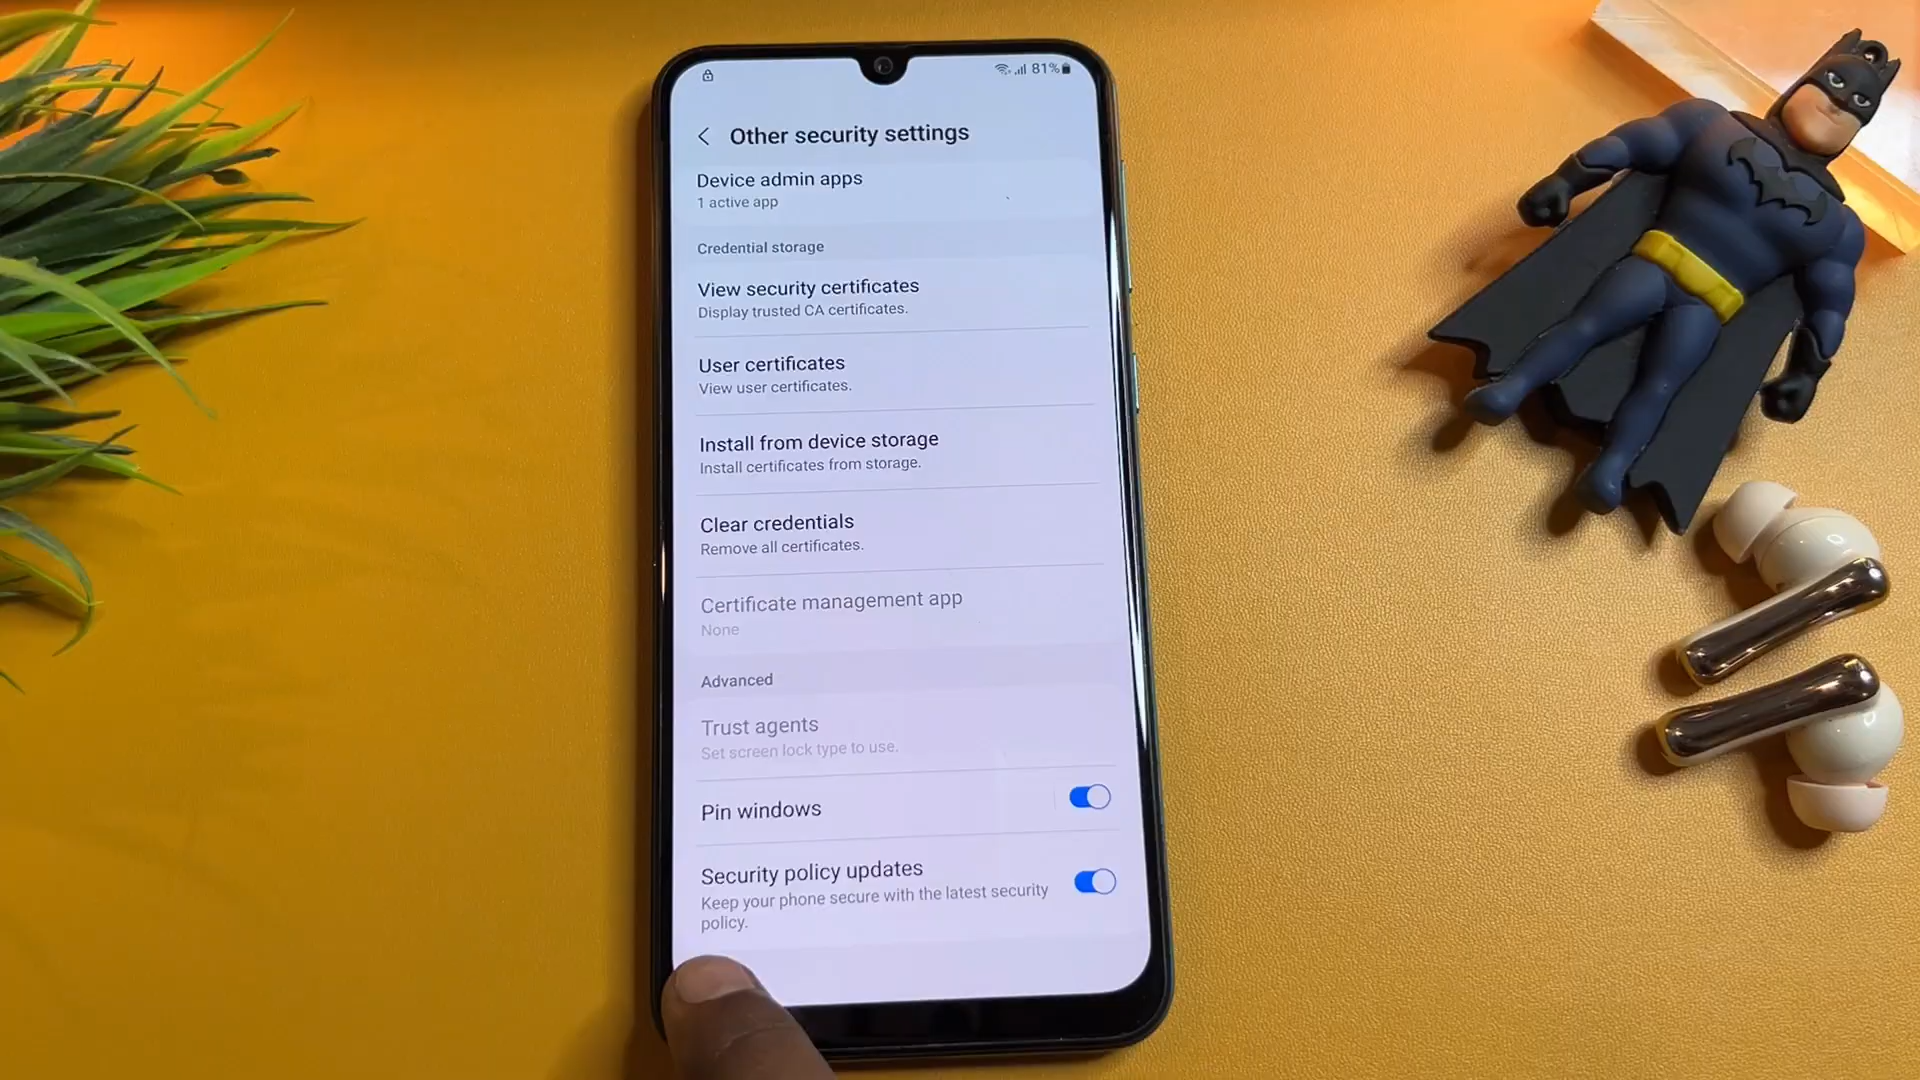 81%
Other security settings
Device admin apps
1 active app
Credential storage
View security certificates
Display trusted CA certificates.
User certificates
View user certificates.
Install from device storage
Install certificates from storage.
Clear credentials
Remove all certificates.
Certificate management app
None
Advanced
Trust agents
Set screen lock type to use.
Pin windows
Security policy updates
Keep your phone secure with the latest security
policy.